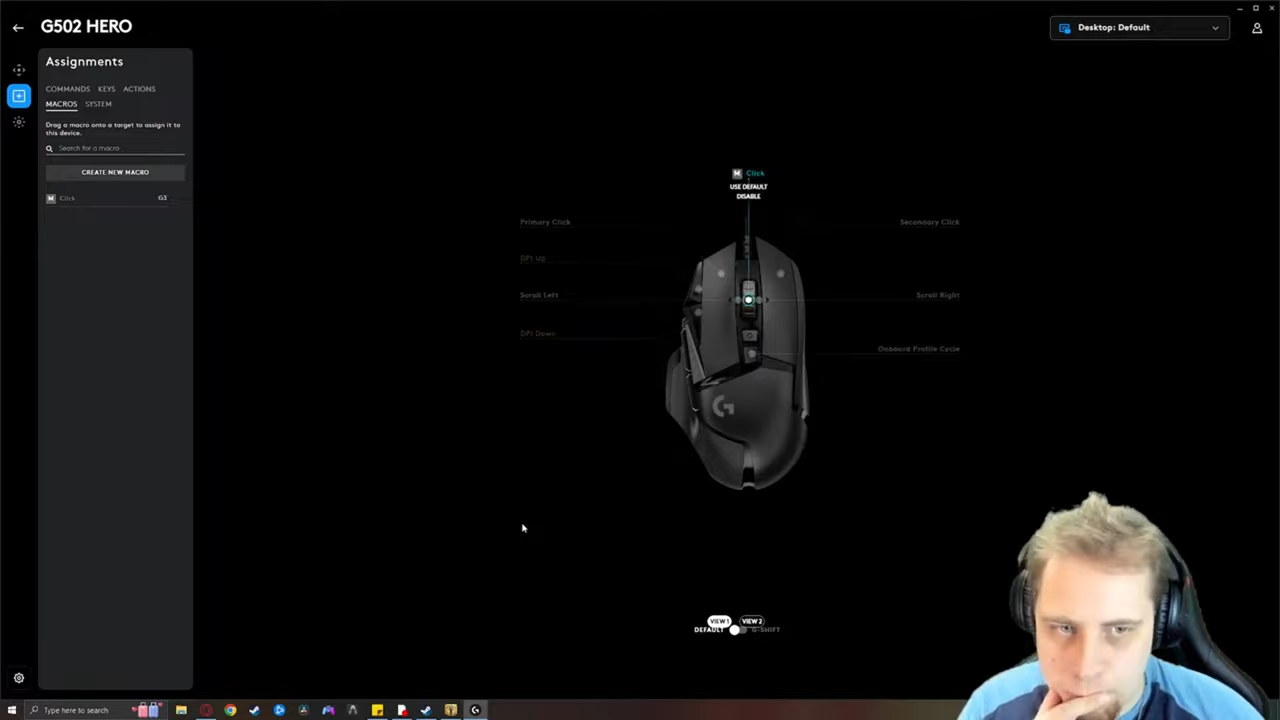 G502 HERO
Desktop: Default
Assignments
COMMANDS KEYS ACTIONS
MACROS SYSTEM
Drag a macro onto a target to assign it to
this device.
Search for a macro
CREATE NEW MACRO
M Click G3
M Click
USE DEFAULT
DISABLE
Primary Click
Secondary Click
DPI Up
Scroll Left
Scroll Right
DPI Down
Onboard Profile Cycle
VIEW 1 VIEW 2
DEFAULT G-SHIFT
Type here to search